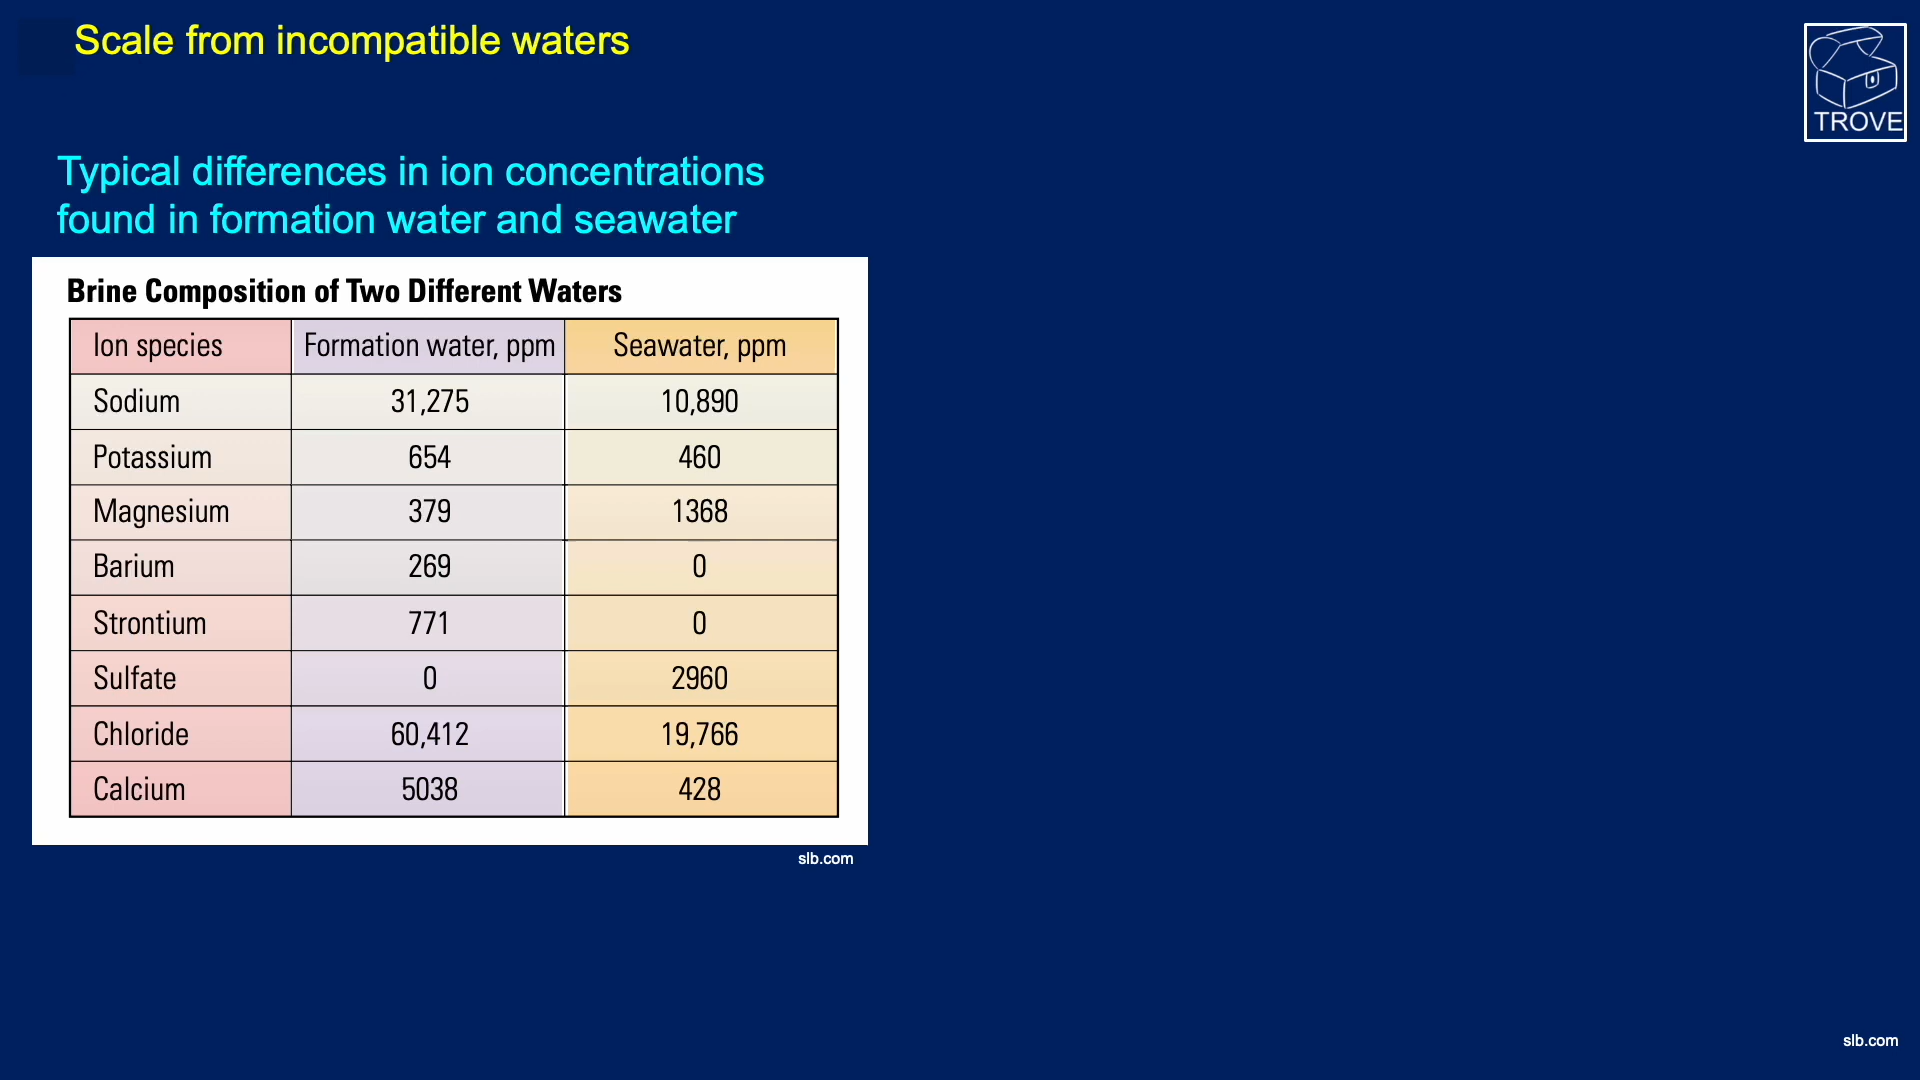 Scale from incompatible waters
TROVE
Typical differences in ion concentrations
found in formation water and seawater
Brine Composition of Two Different Waters
Ion species Formation water, ppm Seawater, ppm
Sodium 31,275 10,890
Potassium 654 460
Magnesium 379 1368
Barium 269 0
Strontium 771 0
Sulfate 0 2960
Chloride 60,412 19,766
Calcium 5038 428
slb.com
slb.com